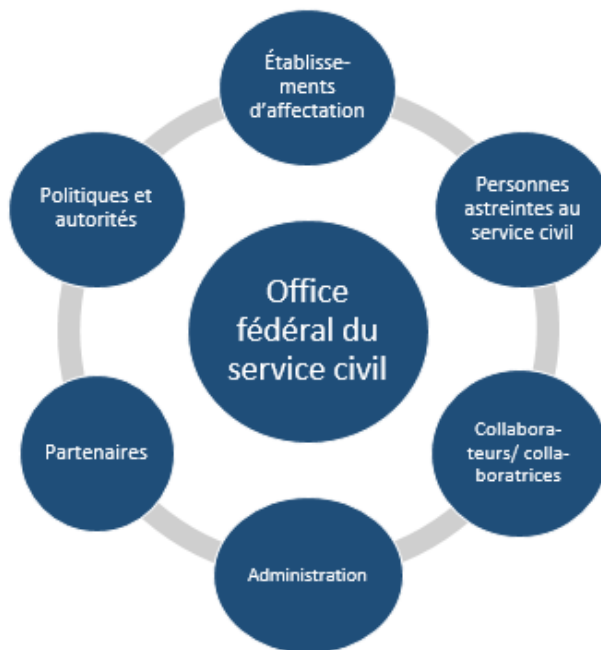 Établisse-
ments
d'affectation
Politiques et
autorités
Personnes
astreintes au
service civil
Office
fédéral du
service civil
Partenaires
Collabora-
teurs/ colla-
boratrices
Administration